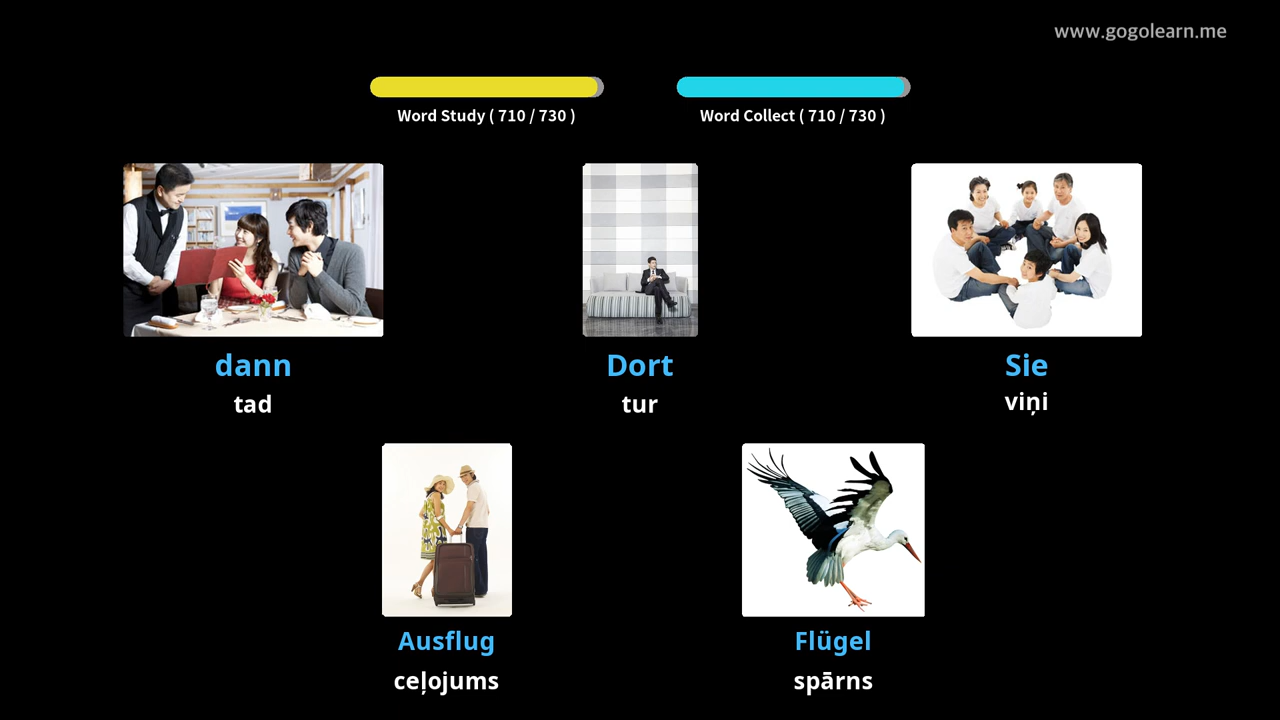 www.gogolearn.me
Word Study ( 710 / 730 )
Word Collect ( 710 / 730 )
dann
tad
Dort
tur
Sie
viņi
Ausflug
ceļojums
Flügel
spārns